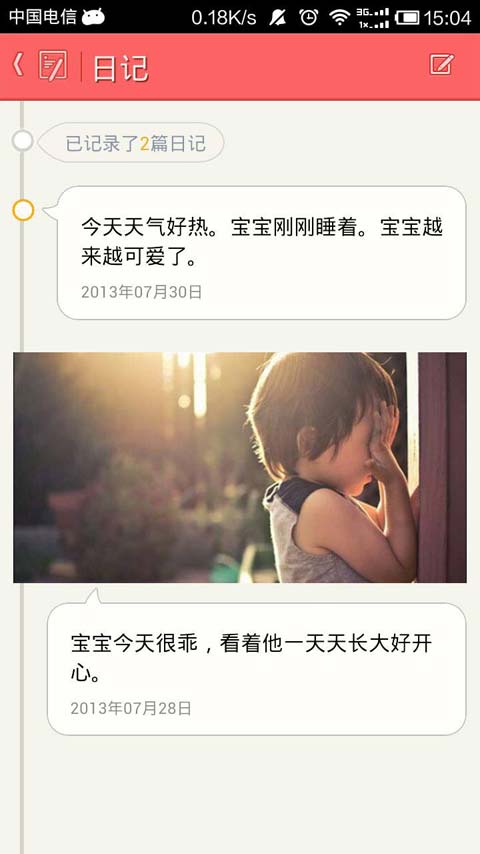 中国电信 0.18K/s 3G 1x 15:04
日记
已记录了2篇日记
今天天气好热。宝宝刚刚睡着。宝宝越
来越可爱了。
2013年07月30日
宝宝今天很乖，看着他一天天长大好开
心。
2013年07月28日